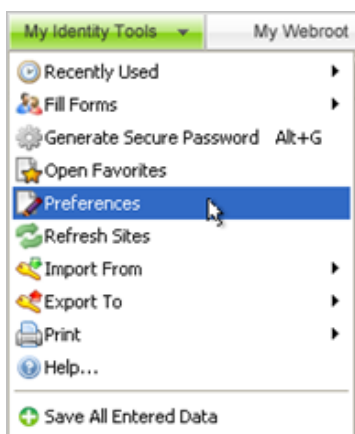 My Identity Tools My Webroot
Recently Used
Fill Forms
Generate Secure Password Alt+G
Open Favorites
Preferences
Refresh Sites
Import From
Export To
Print
Help...
Save All Entered Data